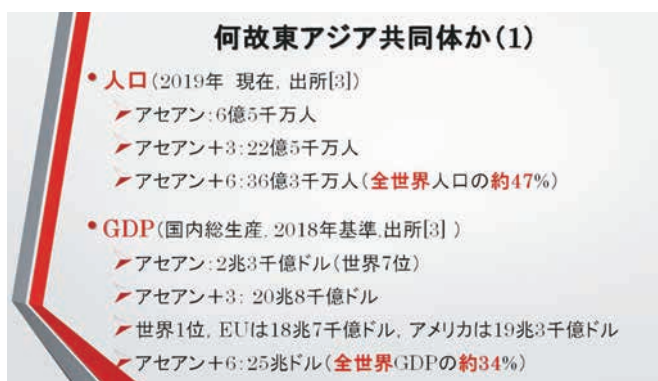 何故東アジア共同体か(1)
• 人口(2019年 現在, 出所[3])
アセアン:6億5千万人
アセアン+3:22億5千万人
アセアン+6:36億3千万人(全世界人口の約47%)
• GDP(国内総生産, 2018年基準,出所[3] )
アセアン:2兆3千億ドル(世界7位)
アセアン+3: 20兆8千億ドル
世界1位, EUは18兆7千億ドル, アメリカは19兆3千億ドル
アセアン+6:25兆ドル(全世界GDPの約34%)